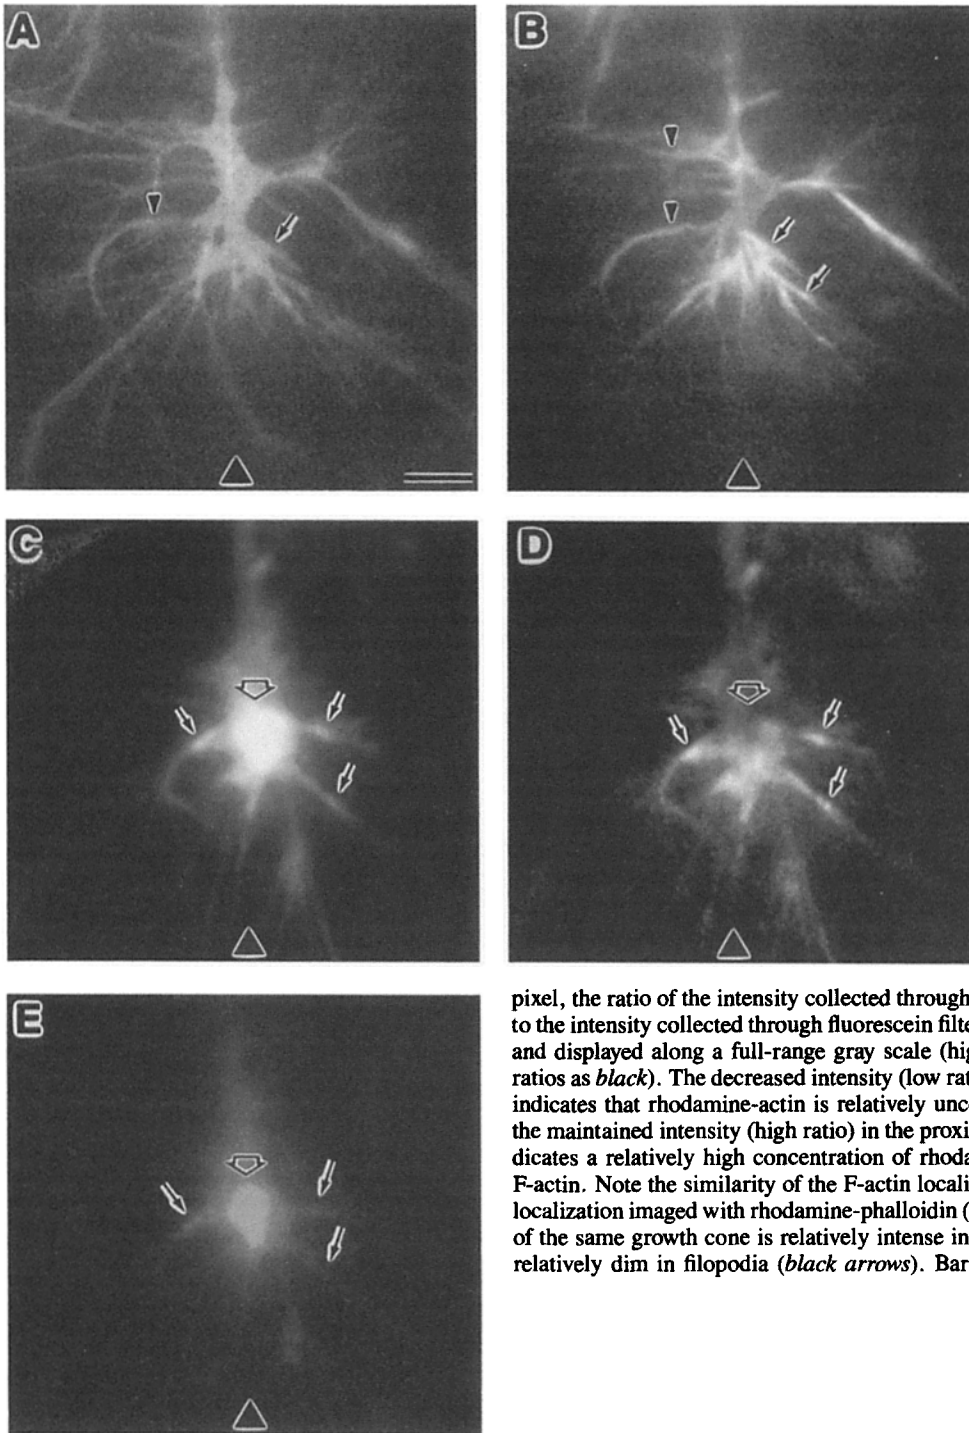 A
B
C
D
E
pixel, the ratio of the intensity collected through
to the intensity collected through fluorescein filte
and displayed along a full-range gray scale (hig
ratios as black). The decreased intensity (low rat
indicates that rhodamine-actin is relatively unc
the maintained intensity (high ratio) in the proxi
dicates a relatively high concentration of rhoda
F-actin. Note the similarity of the F-actin locali
localization imaged with rhodamine-phalloidin (
of the same growth cone is relatively intense in
relatively dim in filopodia (black arrows). Bar